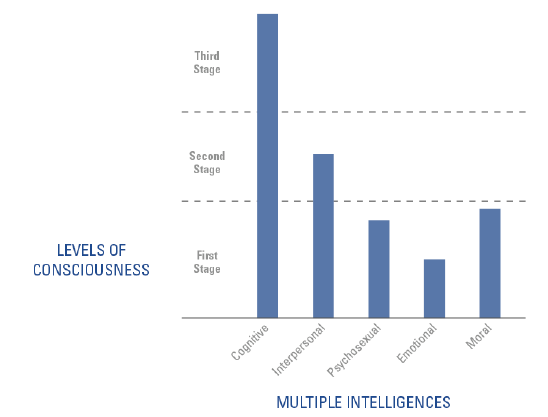 Third
Stage
Second
Stage
First
Stage
LEVELS OF
CONSCIOUSNESS
Cognitive
Interpersonal
Psychosexual
Emotional
Moral
MULTIPLE INTELLIGENCES